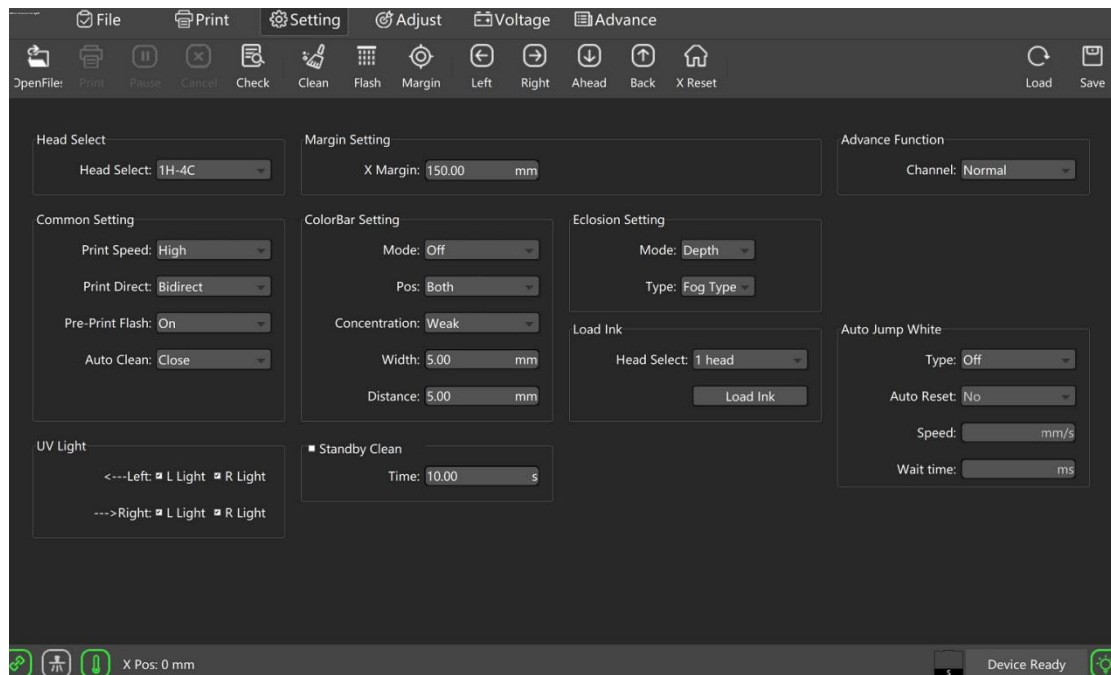 File Print Setting Adjust Voltage Advance
OpenFiles Print Pause Cancel Check Clean Flash Margin Left Right Ahead Back X Reset Load Save
Head Select
Head Select: 1H-4C
Margin Setting
X Margin: 150.00 mm
Advance Function
Channel: Normal
Common Setting
Print Speed: High
Print Direct: Bidirect
Pre-Print Flash: On
Auto Clean: Close
ColorBar Setting
Mode: Off
Pos: Both
Concentration: Weak
Width: 5.00 mm
Distance: 5.00 mm
Eclosion Setting
Mode: Depth
Type: Fog Type
Load Ink
Head Select: 1 head
Load Ink
Auto Jump White
Type: Off
Auto Reset: No
Speed: mm/s
Wait time: ms
UV Light
<---Left: L Light R Light
--->Right: L Light R Light
Standby Clean
Time: 10.00 s
X Pos: 0 mm
S
Device Ready